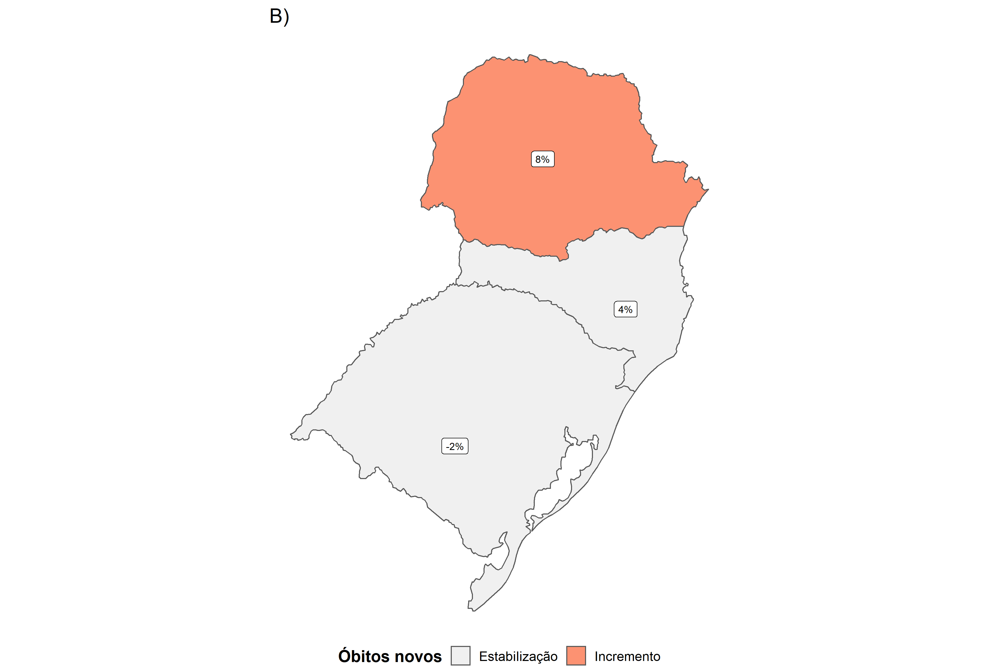 B)
8%
4%
-2%
Óbitos novos Estabilização Incremento